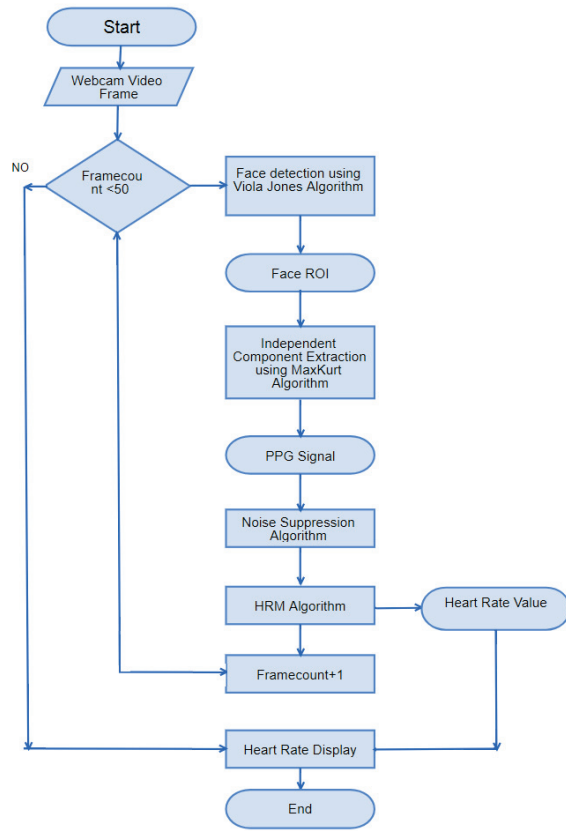 Start
Webcam Video
Frame
NO
Framecou
nt <50
Face detection using
Viola Jones Algorithm
Face ROI
Independent
Component Extraction
using MaxKurt
Algorithm
PPG Signal
Noise Suppression
Algorithm
HRM Algorithm
Heart Rate Value
Framecount+1
Heart Rate Display
End